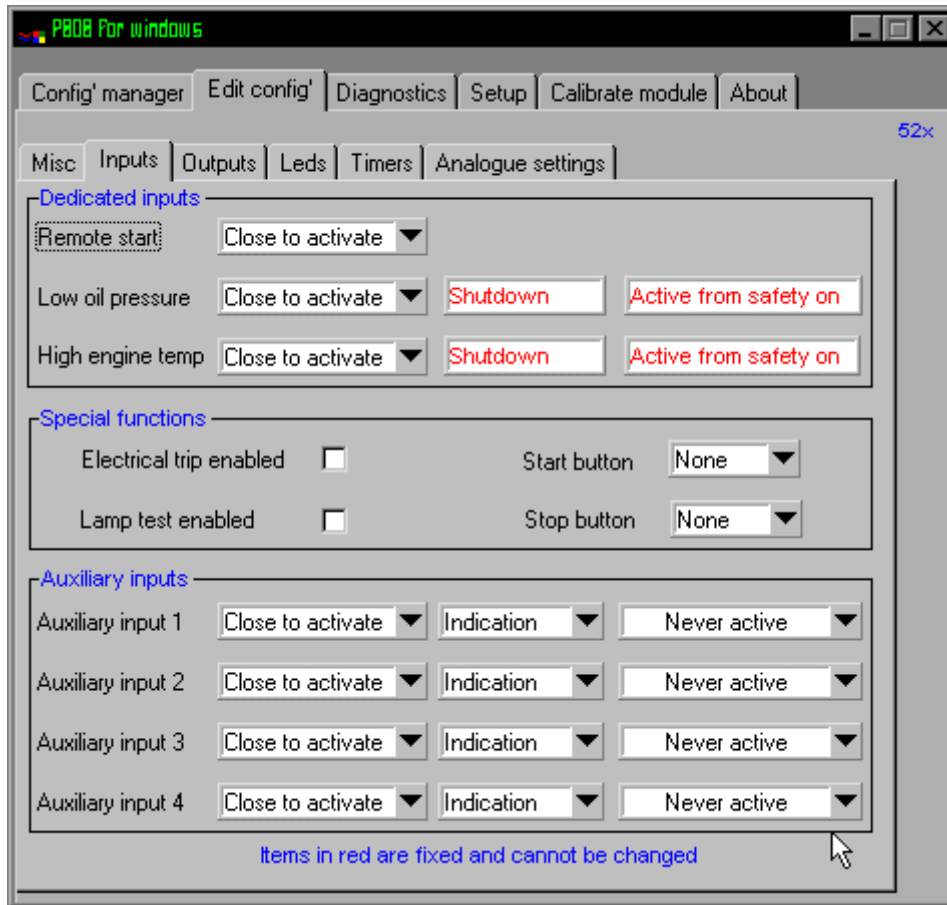 P808 For windows
Config' manager Edit config' Diagnostics Setup Calibrate module About
52x
Misc Inputs Outputs Leds Timers Analogue settings
Dedicated inputs
Remote start Close to activate
Low oil pressure Close to activate Shutdown Active from safety on
High engine temp Close to activate Shutdown Active from safety on
Special functions
Electrical trip enabled Start button None
Lamp test enabled Stop button None
Auxiliary inputs
Auxiliary input 1 Close to activate Indication Never active
Auxiliary input 2 Close to activate Indication Never active
Auxiliary input 3 Close to activate Indication Never active
Auxiliary input 4 Close to activate Indication Never active
Items in red are fixed and cannot be changed